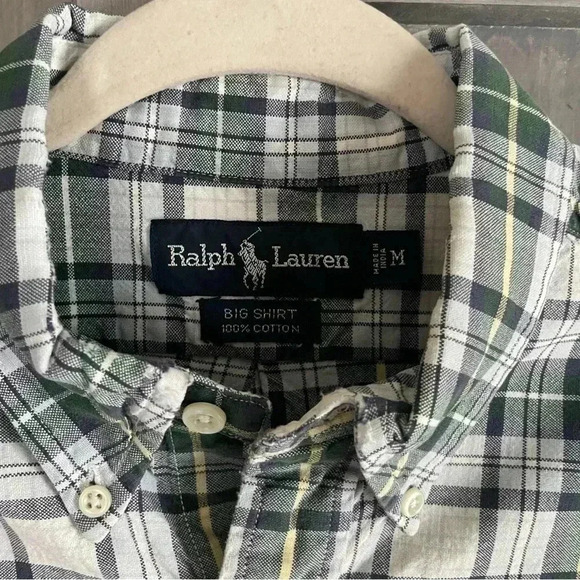 Ralph Lauren
MADE IN
INDIA
M
BIG SHIRT
100% COTTON